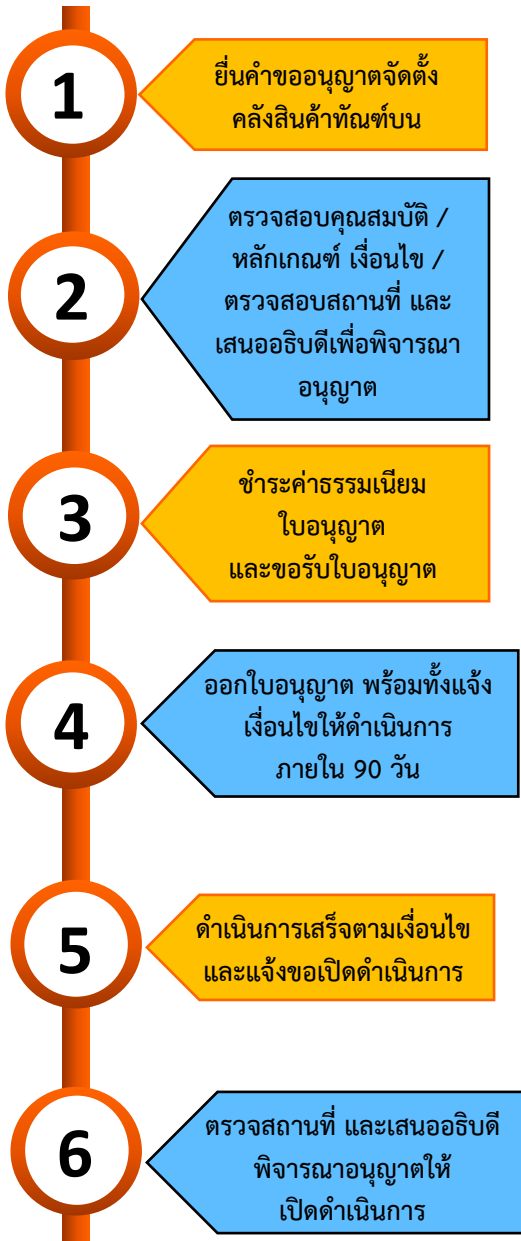 1
ยื่นคำขออนุญาตจัดตั้ง
คลังสินค้าทัณฑ์บน
2
ตรวจสอบคุณสมบัติ /
หลักเกณฑ์ เงื่อนไข /
ตรวจสอบสถานที่ และ
เสนออธิบดีเพื่อพิจารณา
อนุญาต
3
ชำระค่าธรรมเนียม
ใบอนุญาต
และขอรับใบอนุญาต
4
ออกใบอนุญาต พร้อมทั้งแจ้ง
เงื่อนไขให้ดำเนินการ
ภายใน 90 วัน
5
ดำเนินการเสร็จตามเงื่อนไข
และแจ้งขอเปิดดำเนินการ
6
ตรวจสถานที่ และเสนออธิบดี
พิจารณาอนุญาตให้
เปิดดำเนินการ